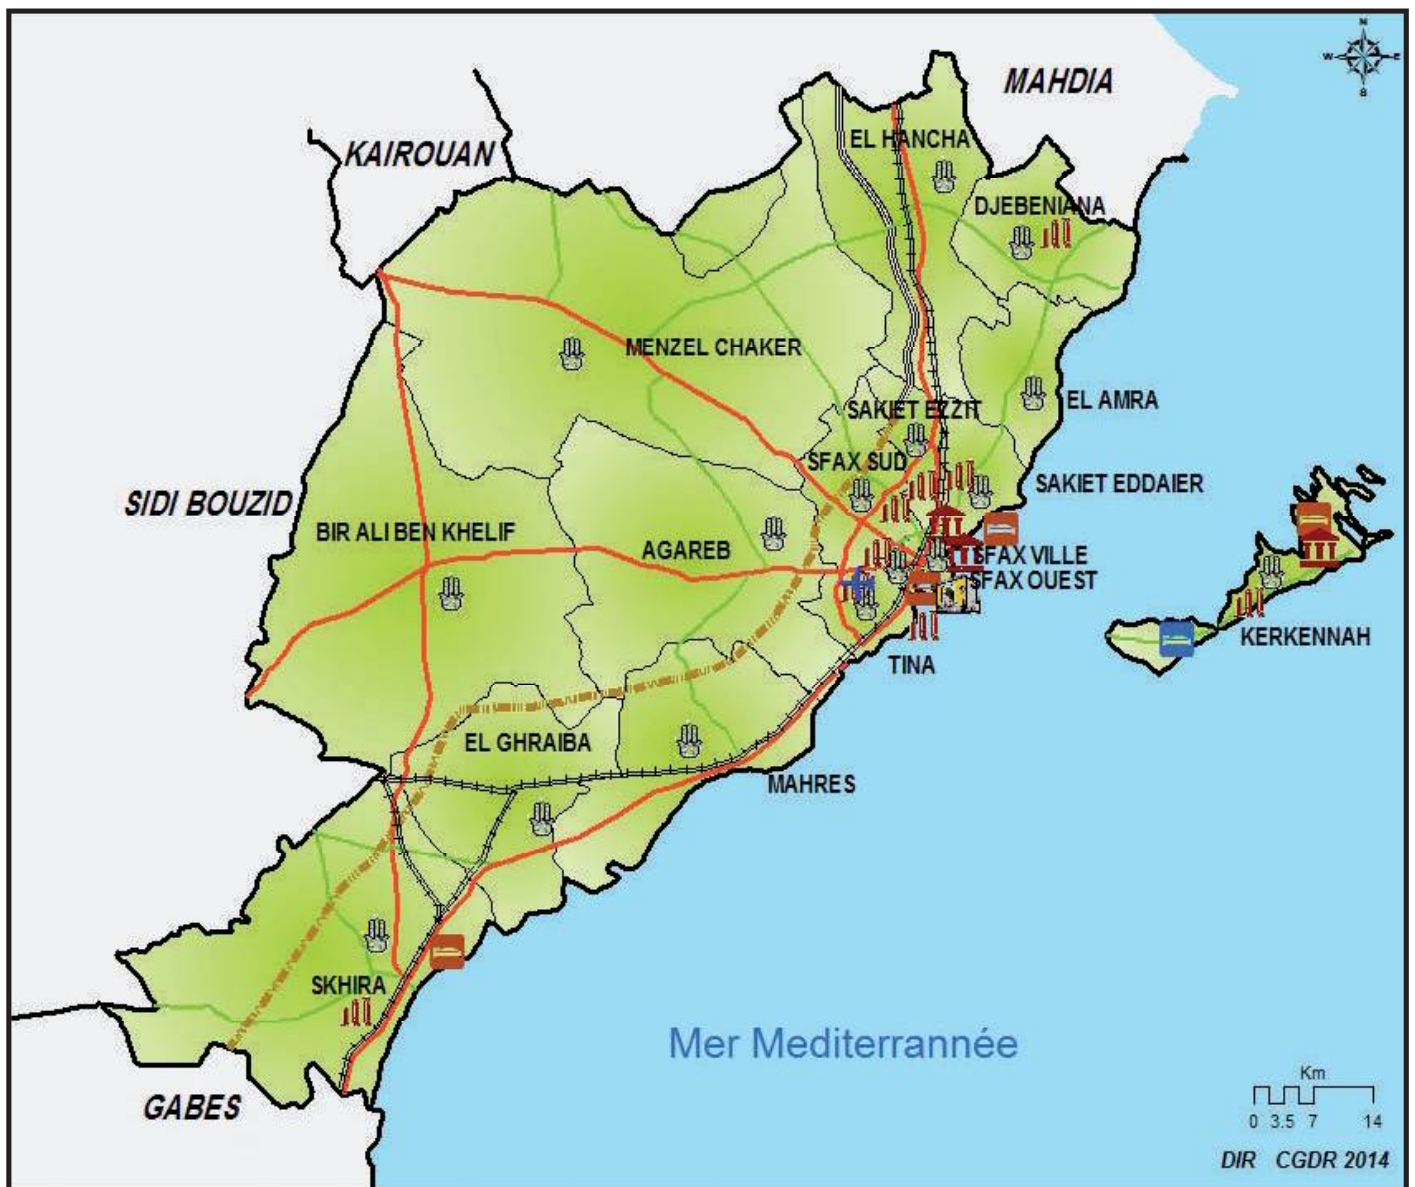 N
W
E
S
MAHDIA
EL HANCHA
KAIROUAN
DJEBENIANA
MENZEL CHAKER
EL AMRA
SAKIET EZZIT
SFAX SUD
SAKIET EDDAIER
SIDI BOUZID
BIR ALI BEN KHELIF
AGAREB
SFAX VILLE
SFAX OUEST
KERKENNAH
TINA
EL GHRAIBA
MAHRES
SKHIRA
Mer Mediterrannée
GABES
Km
0 3.5 7 14
DIR CGDR 2014